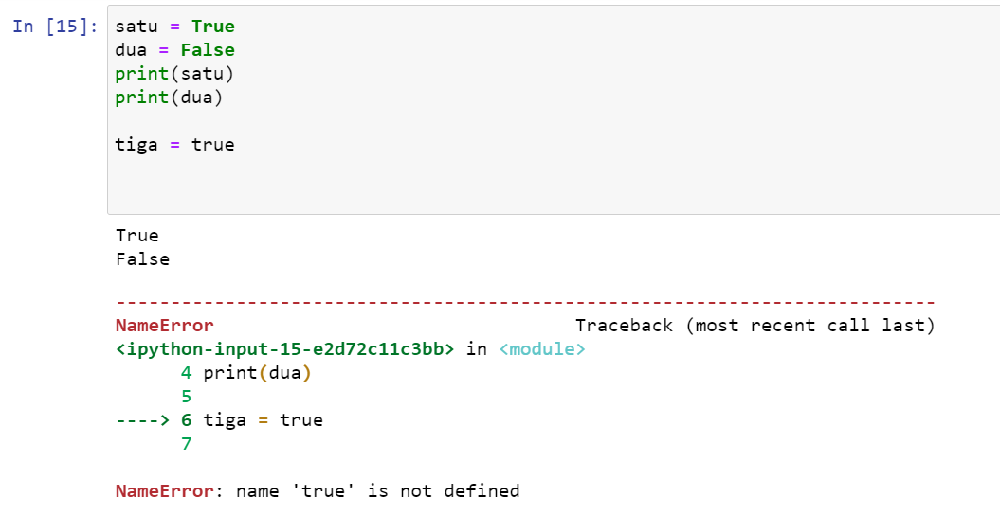 In [15]: satu = True
dua = False
print(satu)
print(dua)
tiga = true
True
False
---------------------------------------------------------------------------
NameError                                 Traceback (most recent call last)
<ipython-input-15-e2d72c11c3bb> in <module>
      4 print(dua)
      5
----> 6 tiga = true
      7
NameError: name 'true' is not defined